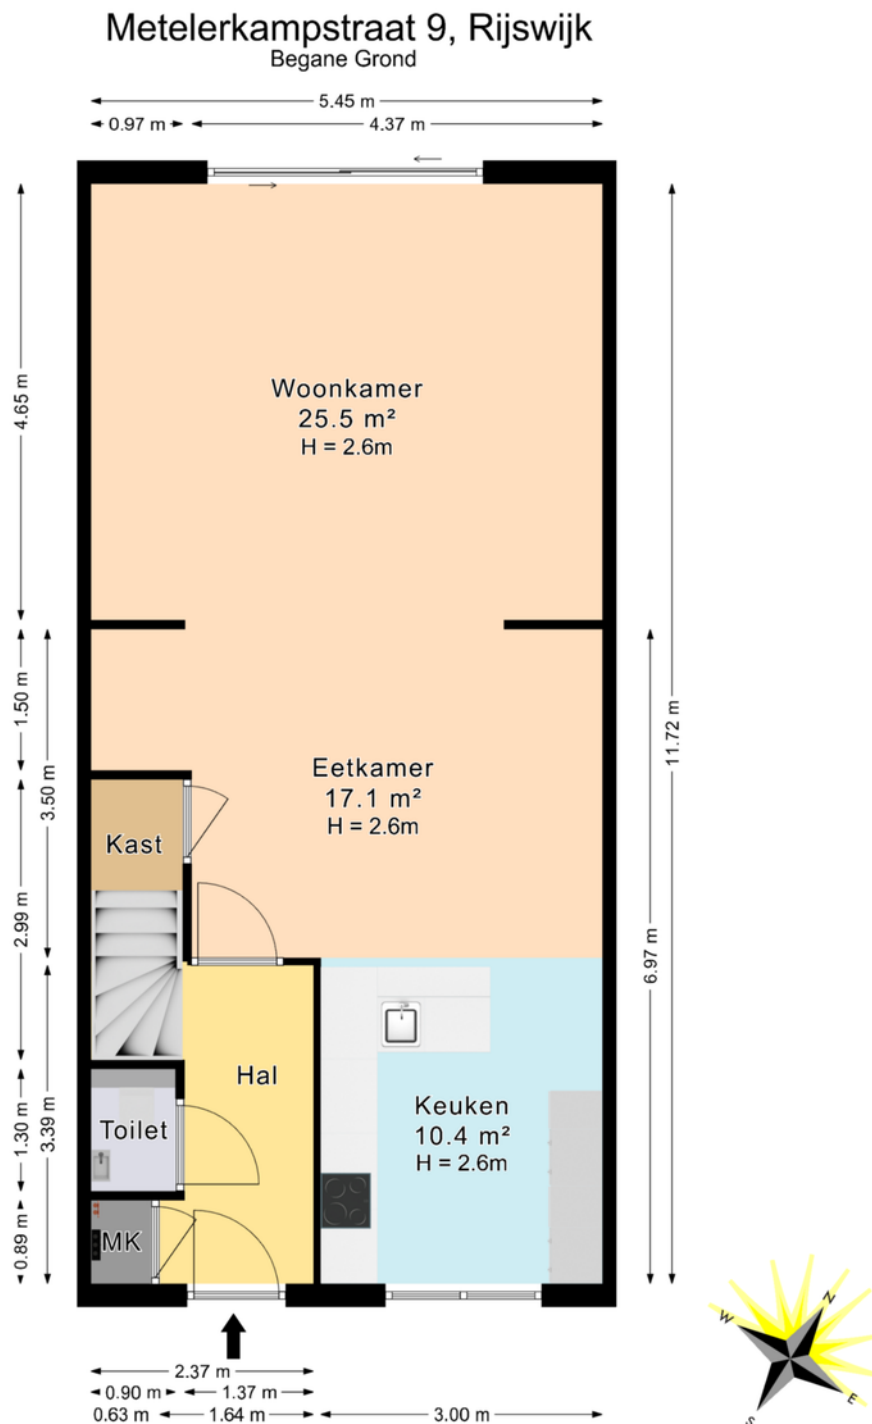 Metelerkampstraat 9, Rijswijk
Begane Grond
5.45 m
0.97 m
4.37 m
4.65 m
Woonkamer
25.5 m²
H = 2.6m
1.50 m
3.50 m
11.72 m
Eetkamer
17.1 m²
H = 2.6m
Kast
2.99 m
6.97 m
Hal
Keuken
10.4 m²
H = 2.6m
Toilet
1.30 m
3.39 m
MK
0.89 m
W
Z
E
S
2.37 m
0.90 m
1.37 m
0.63 m
1.64 m
3.00 m